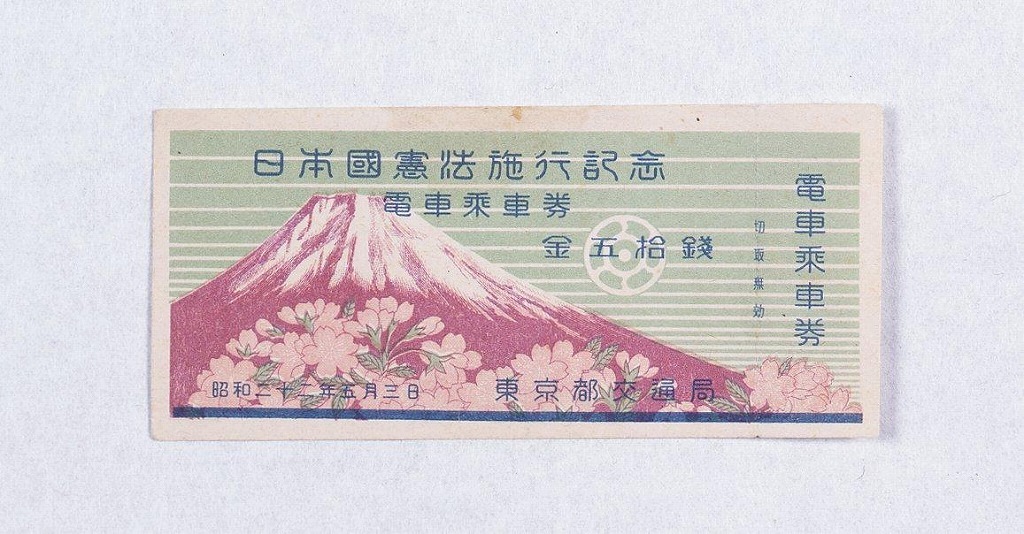 日本國憲法施行記念
電車乗車券
金五拾錢
昭和二十二年五月三日
東京都交通局
切取無効
電車乗車券